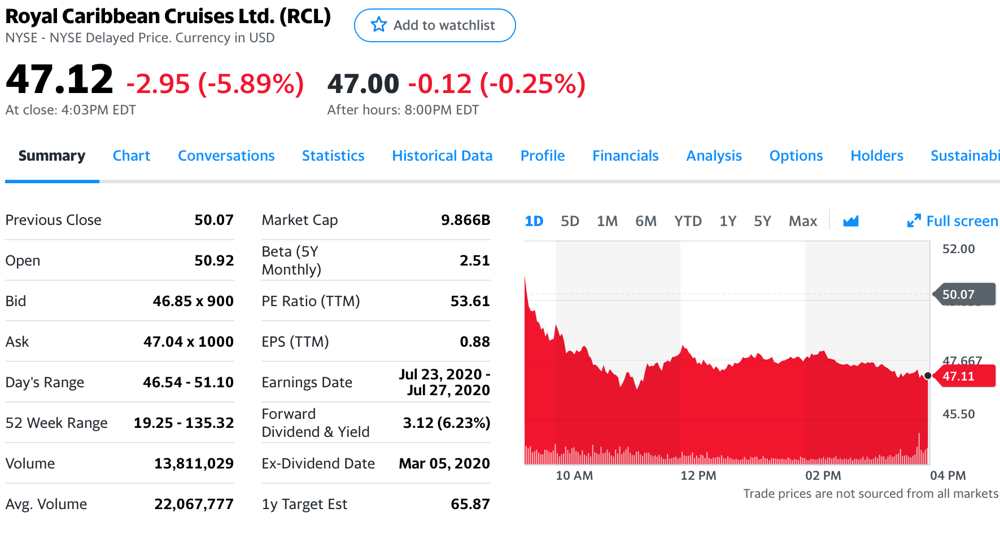 Royal Caribbean Cruises Ltd. (RCL)
Add to watchlist
NYSE - NYSE Delayed Price. Currency in USD
47.12 -2.95 (-5.89%)
At close: 4:03PM EDT
47.00 -0.12 (-0.25%)
After hours: 8:00PM EDT
Summary Chart Conversations Statistics Historical Data Profile Financials Analysis Options Holders Sustainabi
Previous Close 50.07
Open 50.92
Bid 46.85 x 900
Ask 47.04 x 1000
Day's Range 46.54 - 51.10
52 Week Range 19.25 - 135.32
Volume 13,811,029
Avg. Volume 22,067,777
Market Cap 9.866B
Beta (5Y
Monthly) 2.51
PE Ratio (TTM) 53.61
EPS (TTM) 0.88
Earnings Date Jul 23, 2020 -
Jul 27, 2020
Forward
Dividend & Yield 3.12 (6.23%)
Ex-Dividend Date Mar 05, 2020
1y Target Est 65.87
1D 5D 1M 6M YTD 1Y 5Y Max Full screen
52.00
50.07
47.667
47.11
45.50
10 AM 12 PM 02 PM 04 PM
Trade prices are not sourced from all markets